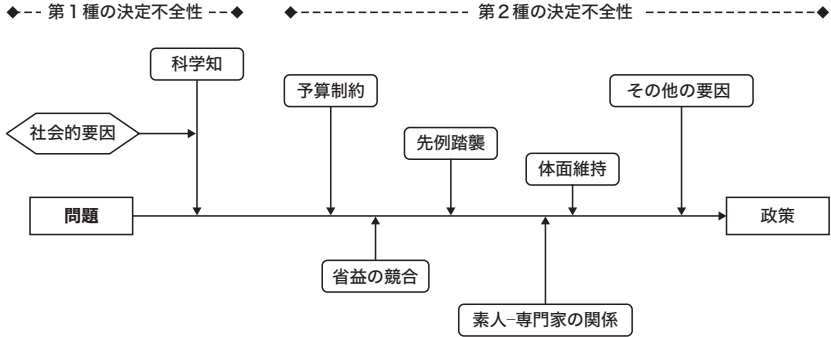 第1種の決定不全性
第2種の決定不全性
科学知
予算制約
その他の要因
社会的要因
先例踏襲
体面維持
問題
政策
省益の競合
素人−専門家の関係